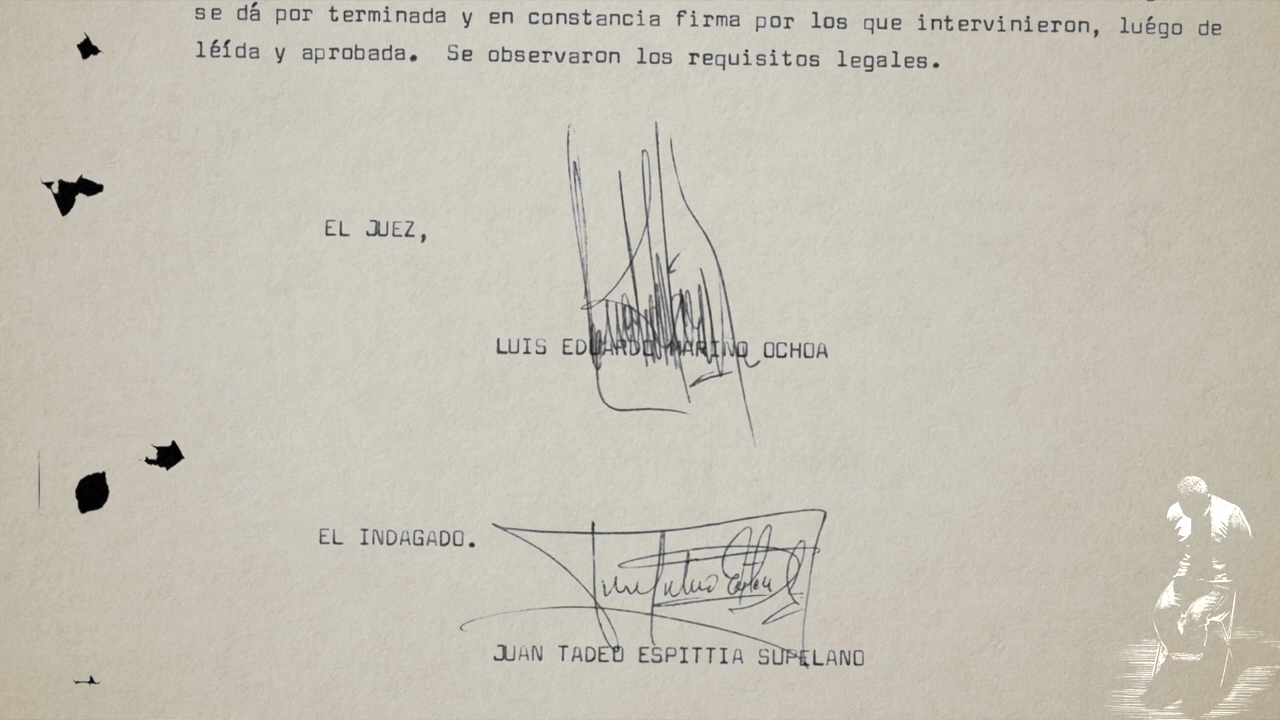 se dá por terminada y en constancia firma por los que intervinieron, luégo de
léída y aprobada. Se observaron los requisitos legales.
EL JUEZ,
LUIS EDUARDO MARINO OCHOA
EL INDAGADO.
JUAN TADEO ESPITTIA SUPELANO